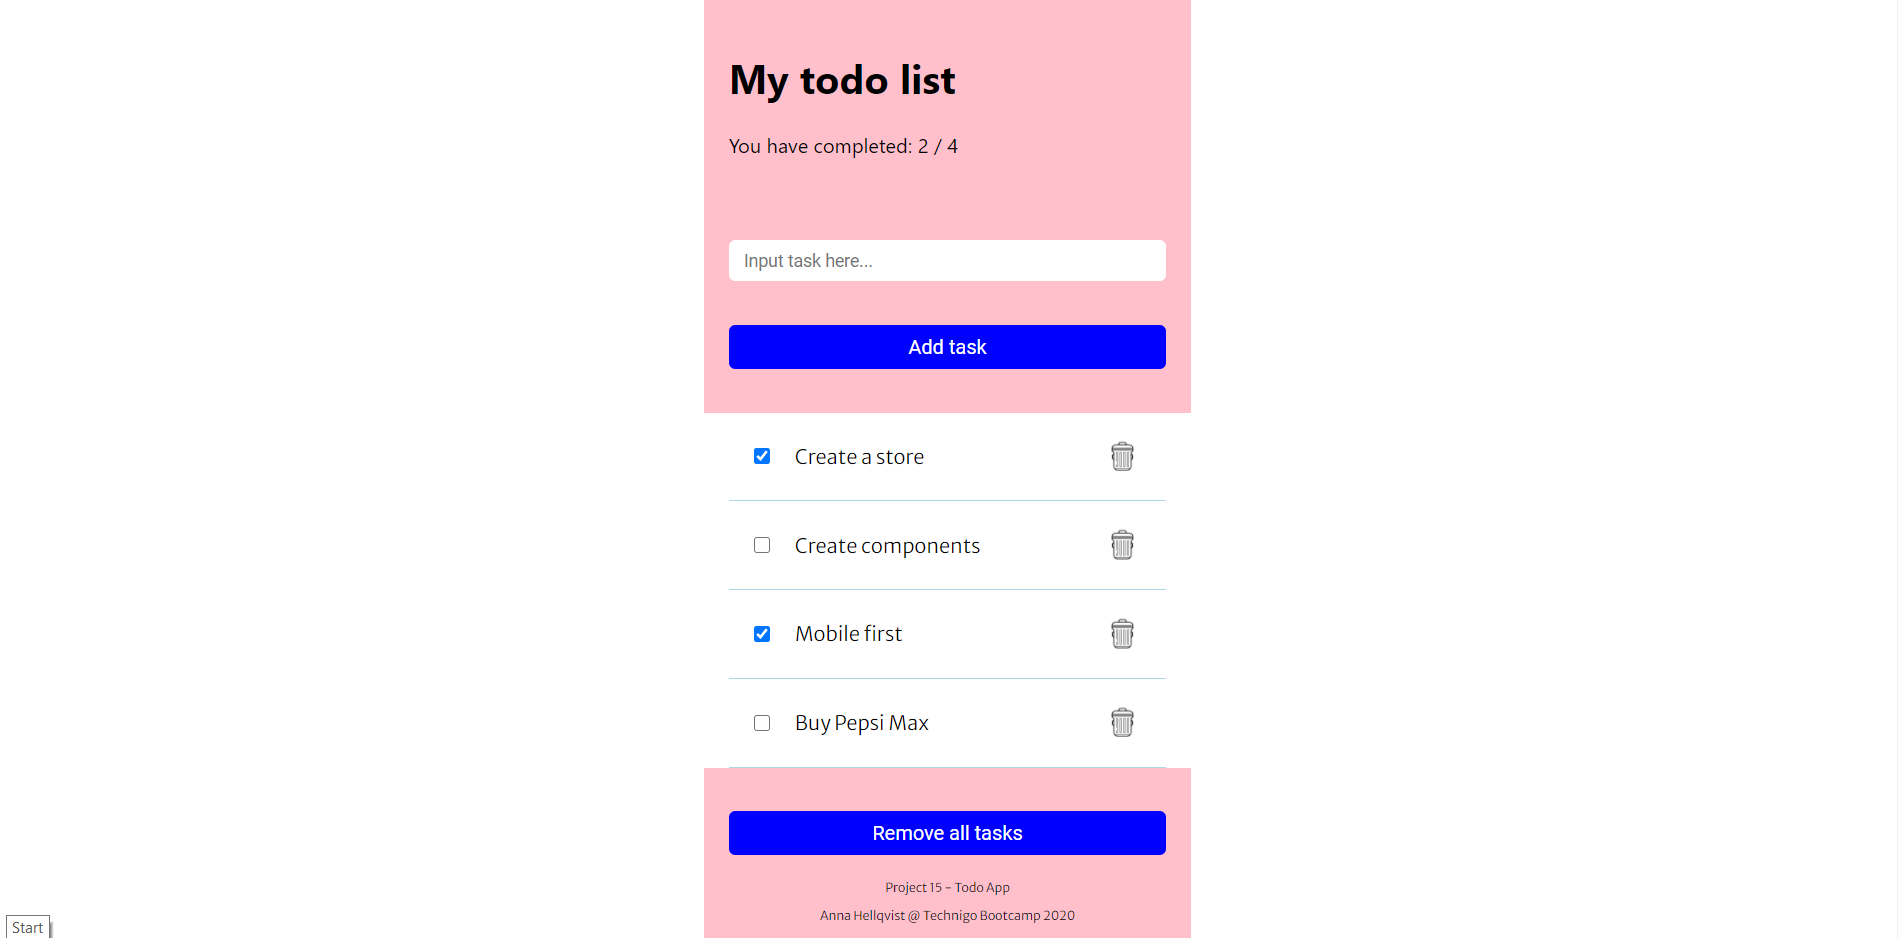 My todo list
You have completed: 2 / 4
Input task here...
Add task
Create a store
Create components
Mobile first
Buy Pepsi Max
Remove all tasks
Project 15 - Todo App
Anna Hellqvist @ Technigo Bootcamp 2020
Start